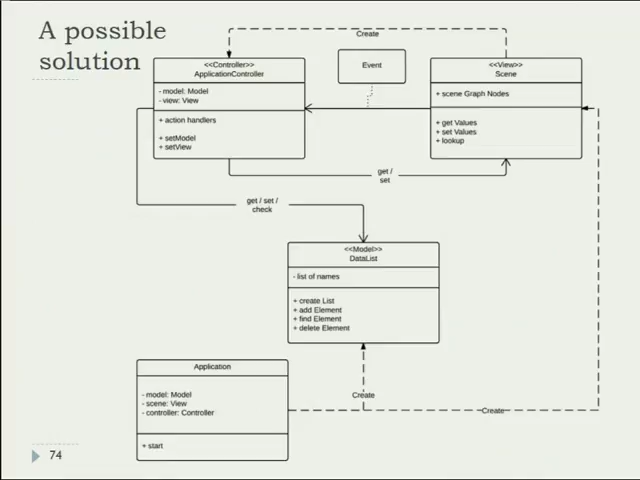 A possible
solution
Create
<<Controller>>
ApplicationController
- model: Model
- view: View
+ action handlers
+ setModel
+ setView
Event
<<View>>
Scene
+ scene Graph Nodes
+ get Values
+ set Values
+ lookup
get /
set
get / set /
check
<<Model>>
DataList
- list of names
+ create List
+ add Element
+ find Element
+ delete Element
Application
- model: Model
- scene: View
- controller: Controller
+ start
Create
Create
74